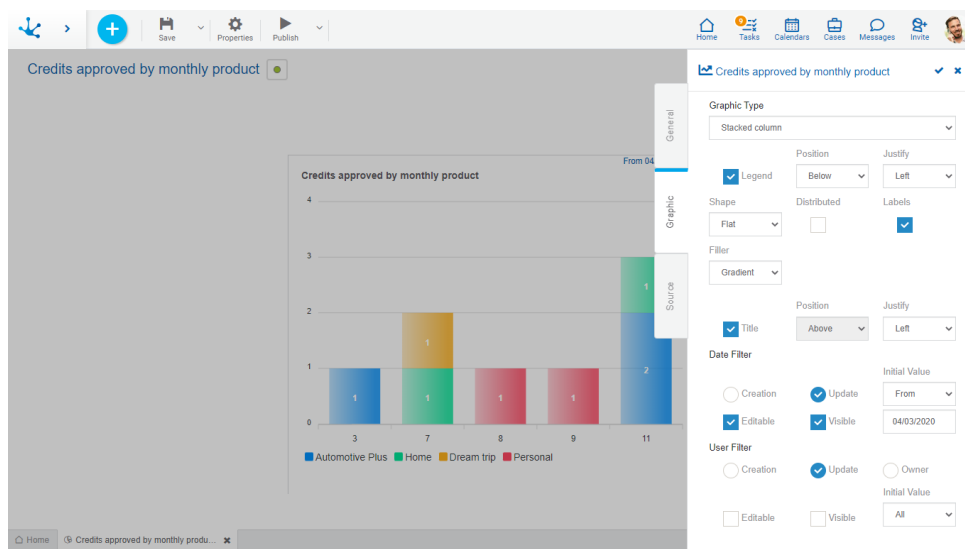 Save
Properties
Publish
Home
9
Tasks
Calendars
Cases
Messages
Invite
Credits approved by monthly product
From 04
Credits approved by monthly product
4
3
2
1
0
1
1
1
1
1
2
1
3
7
8
9
11
Automotive Plus Home Dream trip Personal
General
Graphic
Source
Credits approved by monthly product
Graphic Type
Stacked column
Position Justify
Legend Below Left
Shape Distributed Labels
Flat
Filler
Gradient
Position Justify
Title Above Left
Date Filter
Initial Value
Creation Update From
Editable Visible 04/03/2020
User Filter
Creation Update Owner
Initial Value
Editable Visible All
Home Credits approved by monthly produ...